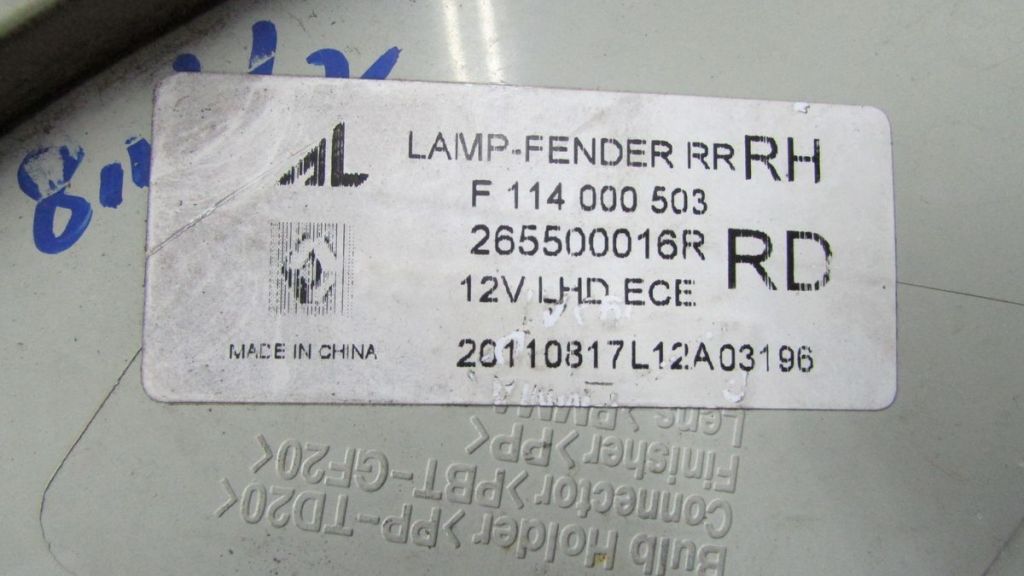 AL
LAMP-FENDER RR RH
F 114 000 503
265500016R RD
12V LHD ECE
MADE IN CHINA
20110817L12A03196
Lens >PMMA
Finisher >PP<
Connector >PBT-GF20<
Bulb Holder >PP-TD20<